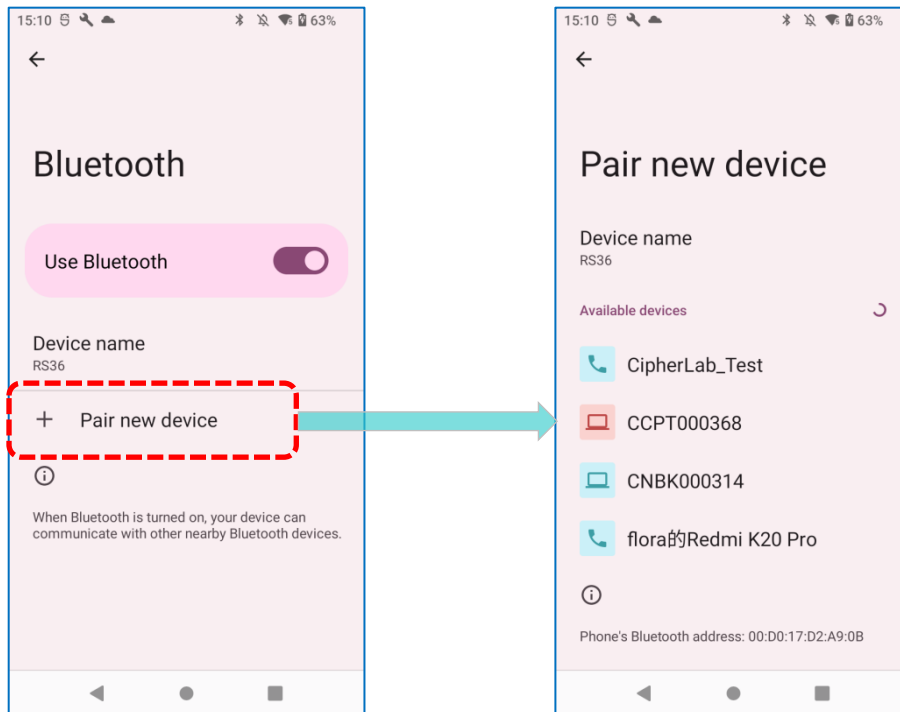 15:10 63%
Bluetooth
Use Bluetooth
Device name
RS36
Pair new device
When Bluetooth is turned on, your device can
communicate with other nearby Bluetooth devices.
15:10 63%
Pair new device
Device name
RS36
Available devices
CipherLab_Test
CCPT000368
CNBK000314
flora的Redmi K20 Pro
Phone's Bluetooth address: 00:D0:17:D2:A9:0B